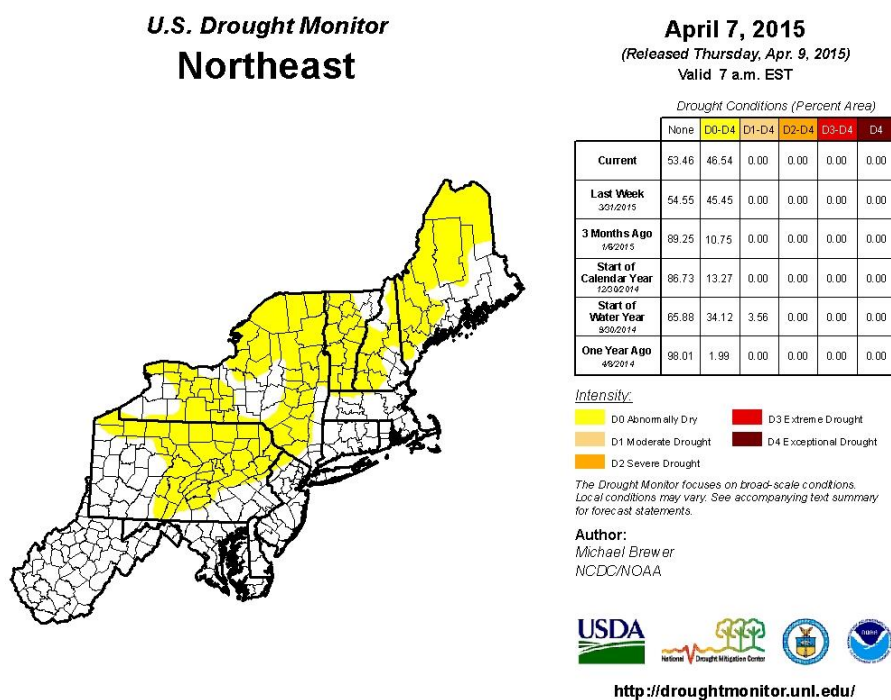 U.S. Drought Monitor
Northeast
April 7, 2015
(Released Thursday, Apr. 9, 2015)
Valid 7 a.m. EST
Drought Conditions (Percent Area)
None D0-D4 D1-D4 D2-D4 D3-D4 D4
Current 53.46 46.54 0.00 0.00 0.00 0.00
Last Week 54.55 45.45 0.00 0.00 0.00 0.00
3/31/2015
3 Months Ago 89.25 10.75 0.00 0.00 0.00 0.00
1/6/2015
Start of
Calendar Year 86.73 13.27 0.00 0.00 0.00 0.00
12/30/2014
Start of
Water Year 65.88 34.12 3.56 0.00 0.00 0.00
9/30/2014
One Year Ago 98.01 1.99 0.00 0.00 0.00 0.00
4/8/2014
Intensity:
D0 Abnormally Dry
D1 Moderate Drought
D2 Severe Drought
D3 Extreme Drought
D4 Exceptional Drought
The Drought Monitor focuses on broad-scale conditions.
Local conditions may vary. See accompanying text summary
for forecast statements.
Author:
Michael Brewer
NCDC/NOAA
USDA
National Drought Mitigation Center
NOAA
http://droughtmonitor.unl.edu/